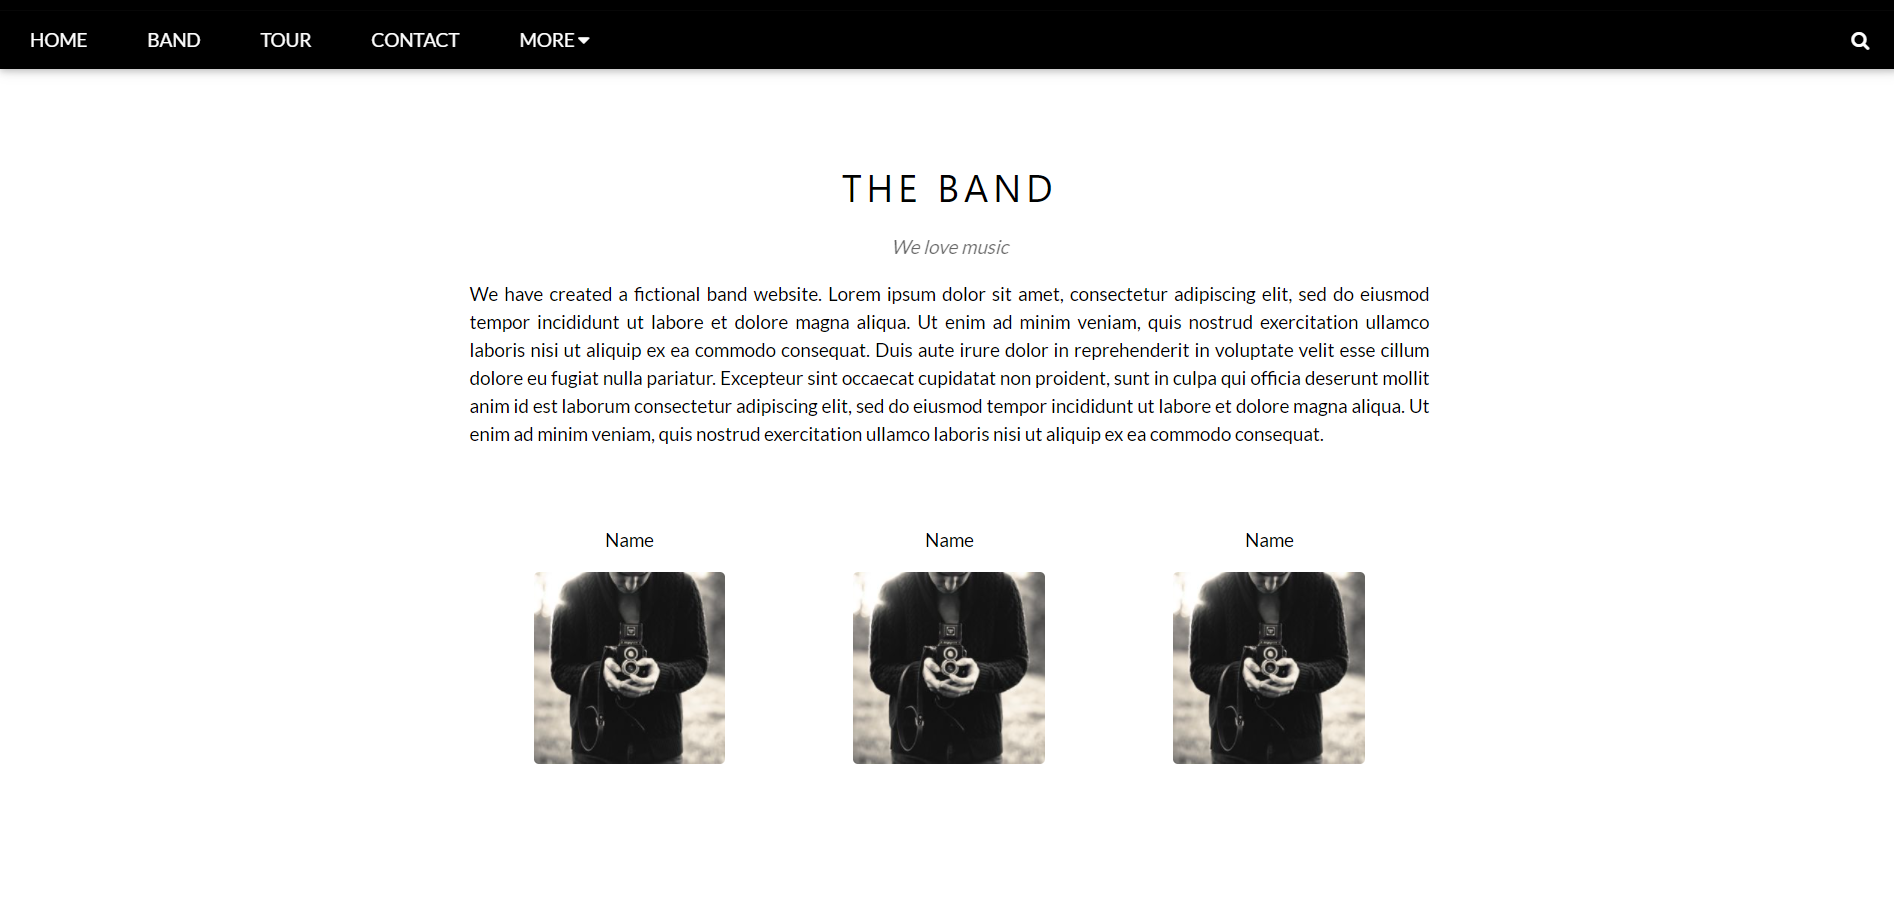 HOME BAND TOUR CONTACT MORE
THE BAND
We love music
We have created a fictional band website. Lorem ipsum dolor sit amet, consectetur adipiscing elit, sed do eiusmod
tempor incididunt ut labore et dolore magna aliqua. Ut enim ad minim veniam, quis nostrud exercitation ullamco
laboris nisi ut aliquip ex ea commodo consequat. Duis aute irure dolor in reprehenderit in voluptate velit esse cillum
dolore eu fugiat nulla pariatur. Excepteur sint occaecat cupidatat non proident, sunt in culpa qui officia deserunt mollit
anim id est laborum consectetur adipiscing elit, sed do eiusmod tempor incididunt ut labore et dolore magna aliqua. Ut
enim ad minim veniam, quis nostrud exercitation ullamco laboris nisi ut aliquip ex ea commodo consequat.
Name Name Name